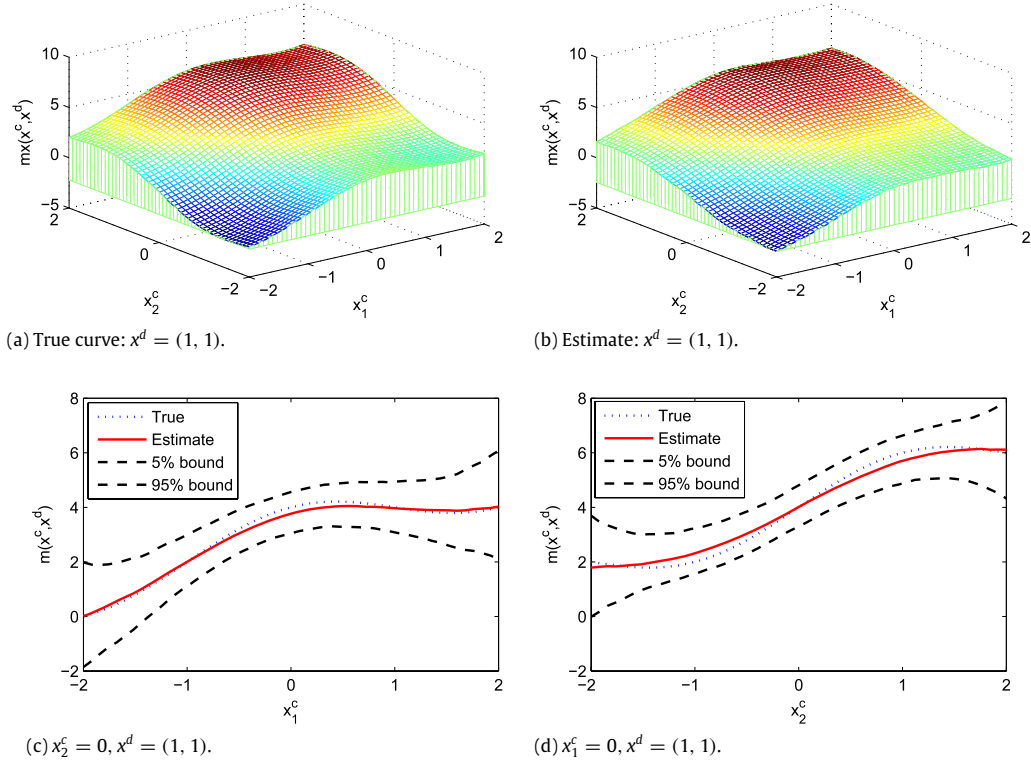 10
5
0
−5
mx(x^c,x^d)
2
0
−2
x_2^c
−2
−1
0
1
2
x_1^c
(a) True curve: x^d = (1, 1).
10
5
0
−5
mx(x^c,x^d)
2
0
−2
x_2^c
−2
−1
0
1
2
x_1^c
(b) Estimate: x^d = (1, 1).
8
6
4
2
0
−2
m(x^c,x^d)
True
Estimate
5% bound
95% bound
−2
−1
0
1
2
x_1^c
(c) x_2^c = 0, x^d = (1, 1).
8
6
4
2
0
−2
m(x^c,x^d)
True
Estimate
5% bound
95% bound
−2
−1
0
1
2
x_2^c
(d) x_1^c = 0, x^d = (1, 1).